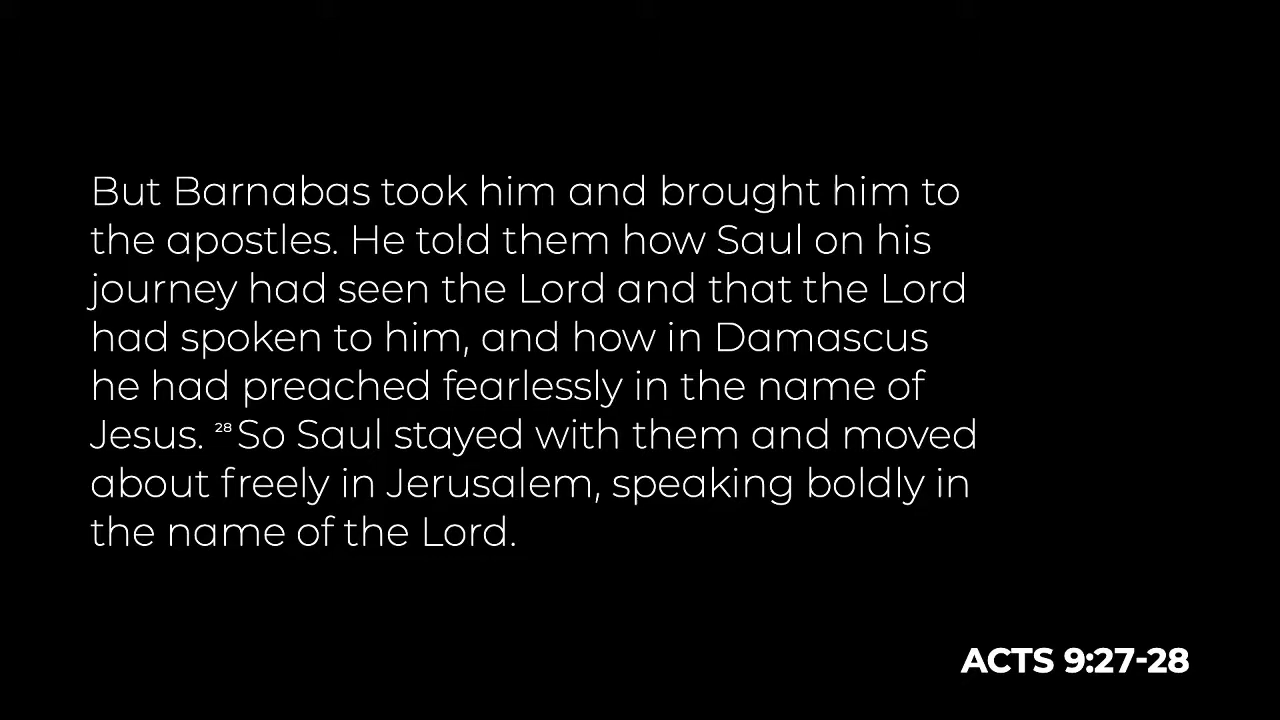 But Barnabas took him and brought him to
the apostles. He told them how Saul on his
journey had seen the Lord and that the Lord
had spoken to him, and how in Damascus
he had preached fearlessly in the name of
Jesus. 28 So Saul stayed with them and moved
about freely in Jerusalem, speaking boldly in
the name of the Lord.
ACTS 9:27-28